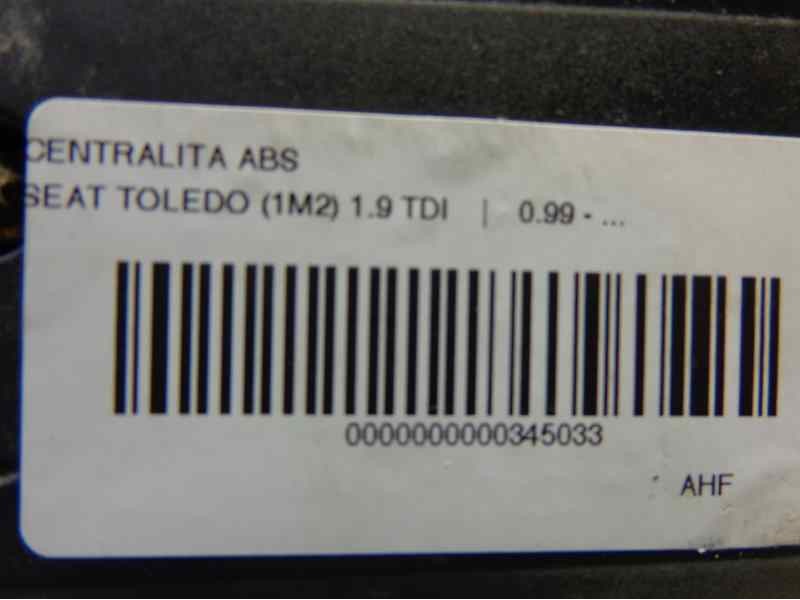 CENTRALITA ABS
SEAT TOLEDO (1M2) 1.9 TDI | 0.99 - ...
0000000000345033
AHF